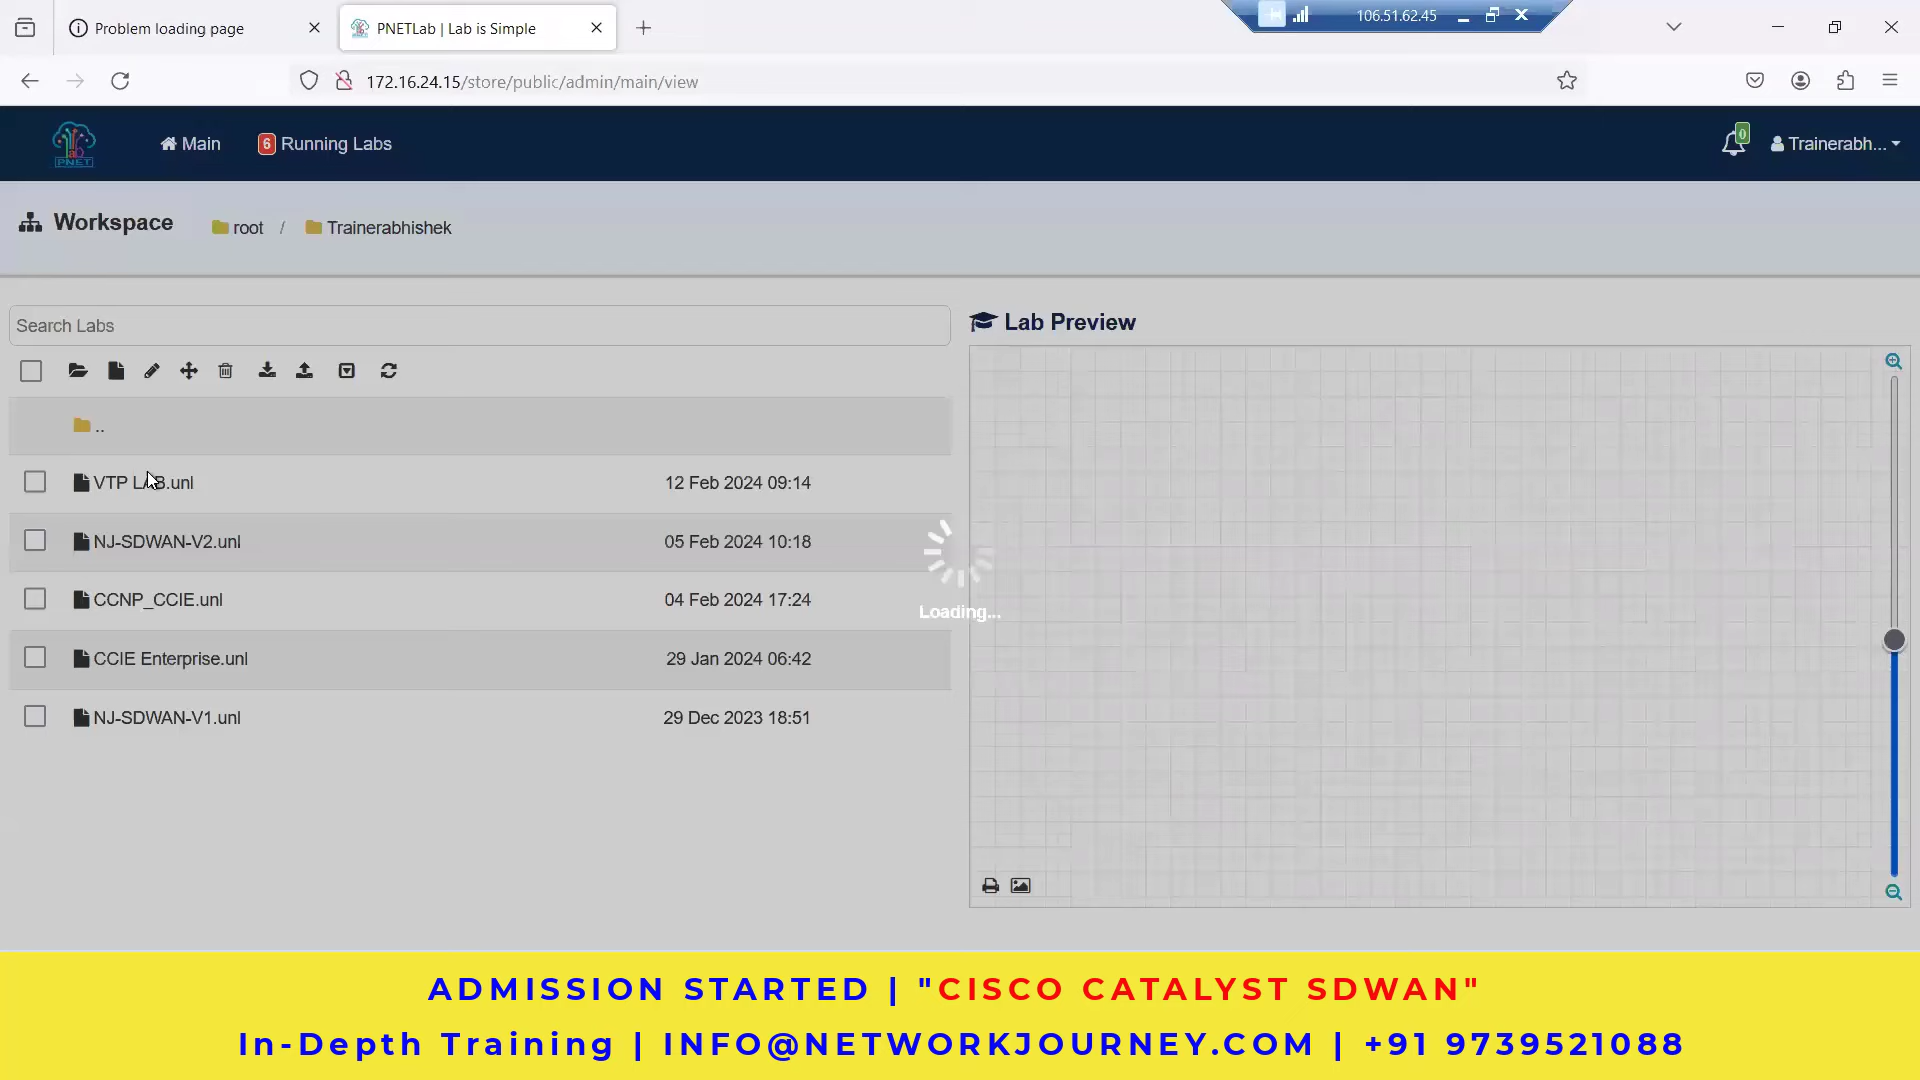 Problem loading page
PNETLab | Lab is Simple
106.51.62.45
172.16.24.15/store/public/admin/main/view
PNET
Main
6 Running Labs
0
Trainerabh...
Workspace
root / Trainerabhishek
Search Labs
Lab Preview
..
VTP LAB.unl 12 Feb 2024 09:14
NJ-SDWAN-V2.unl 05 Feb 2024 10:18
CCNP_CCIE.unl 04 Feb 2024 17:24
CCIE Enterprise.unl 29 Jan 2024 06:42
NJ-SDWAN-V1.unl 29 Dec 2023 18:51
Loading...
ADMISSION STARTED | "CISCO CATALYST SDWAN"
In-Depth Training | INFO@NETWORKJOURNEY.COM | +91 9739521088